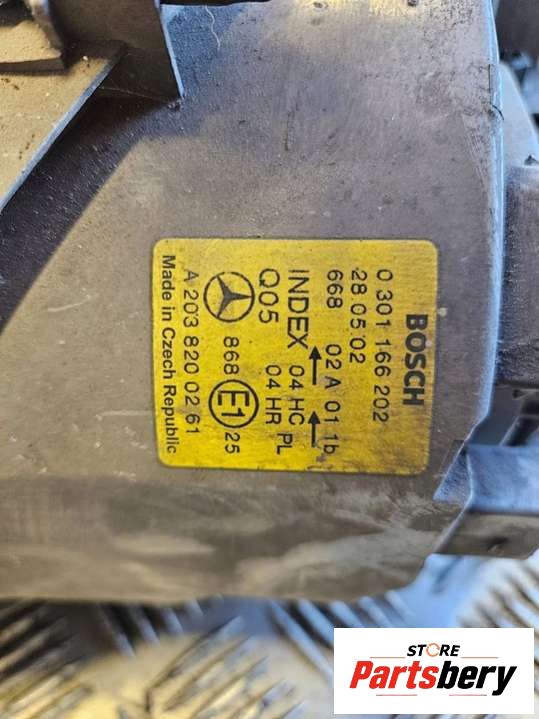 BOSCH
0 301 166 202
28.05.02
668 02 A 01 1b
INDEX 04 HC PL
Q05 04 HR
868 E1 25
A 203 820 02 61
Made in Czech Republic
STORE
Partsbery